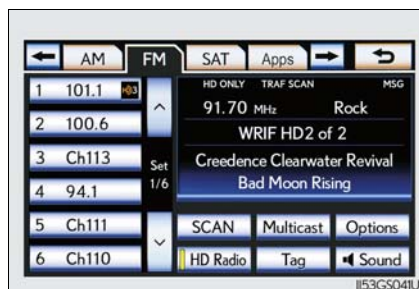 AM FM SAT Apps
1 101.1 HD3
2 100.6
3 Ch113
4 94.1
5 Ch111
6 Ch110
Set
1/6
HD ONLY TRAF SCAN MSG
91.70 MHz Rock
WRIF HD2 of 2
Creedence Clearwater Revival
Bad Moon Rising
SCAN Multicast Options
HD Radio Tag Sound
II53GS041U